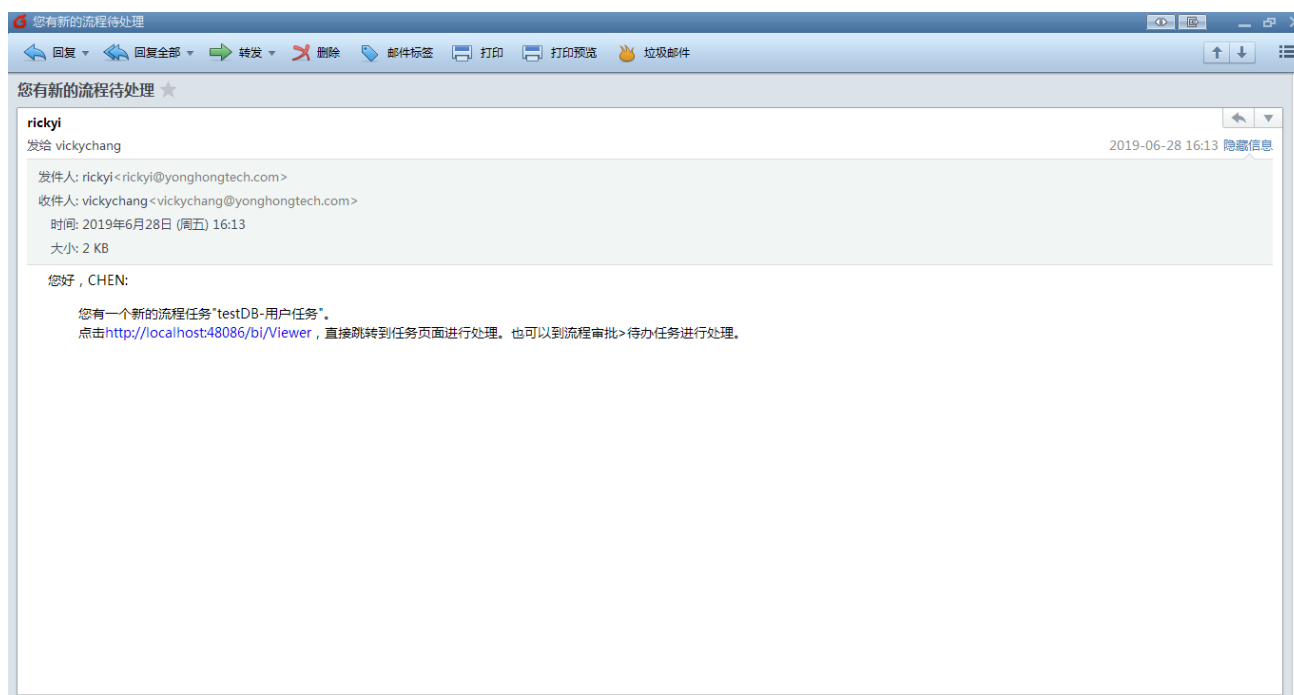 您有新的流程待处理
回复 回复全部 转发 删除 邮件标签 打印 打印预览 垃圾邮件
您有新的流程待处理
rickyi
发给 vickychang 2019-06-28 16:13 隐藏信息
发件人: rickyi<rickyi@yonghongtech.com>
收件人: vickychang<vickychang@yonghongtech.com>
时间: 2019年6月28日 (周五) 16:13
大小: 2 KB
您好，CHEN:
您有一个新的流程任务"testDB-用户任务"。
点击http://localhost:48086/bi/Viewer，直接跳转到任务页面进行处理。也可以到流程审批>待办任务进行处理。